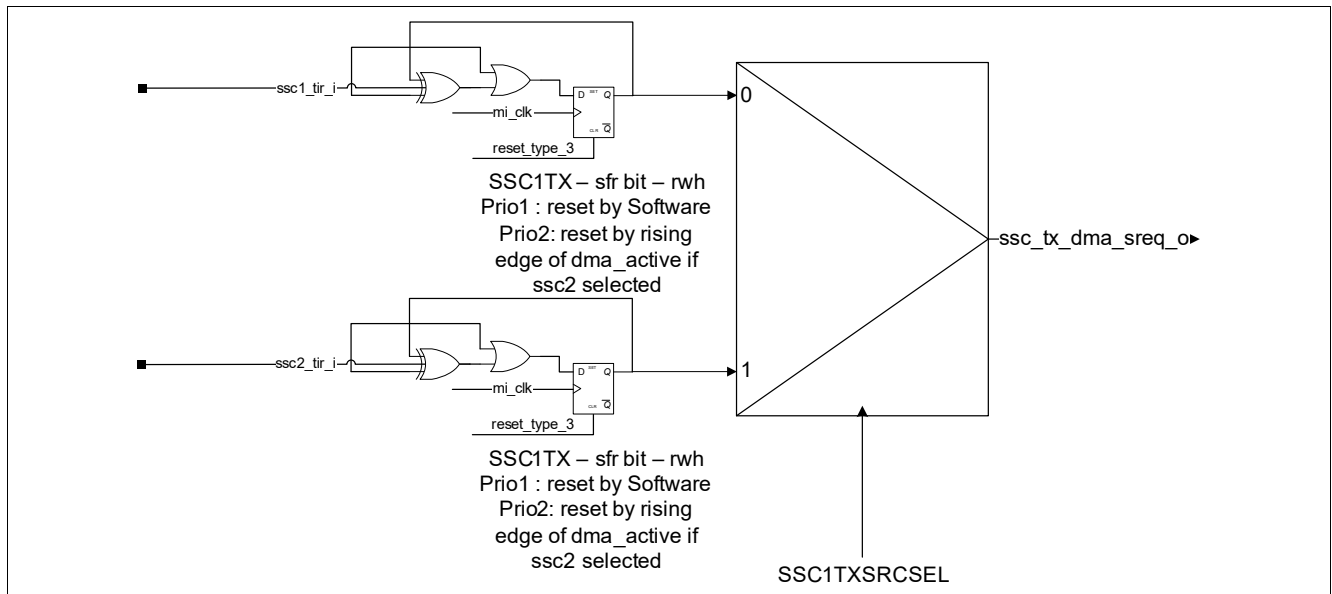 ssc1_tir_i
D SET Q
mi_clk
CLR Q
reset_type_3
0
SSC1TX – sfr bit – rwh
Prio1 : reset by Software
Prio2: reset by rising
edge of dma_active if
ssc2 selected
ssc_tx_dma_sreq_o
ssc2_tir_i
D SET Q
mi_clk
CLR Q
reset_type_3
1
SSC1TX – sfr bit – rwh
Prio1 : reset by Software
Prio2: reset by rising
edge of dma_active if
ssc2 selected
SSC1TXSRCSEL